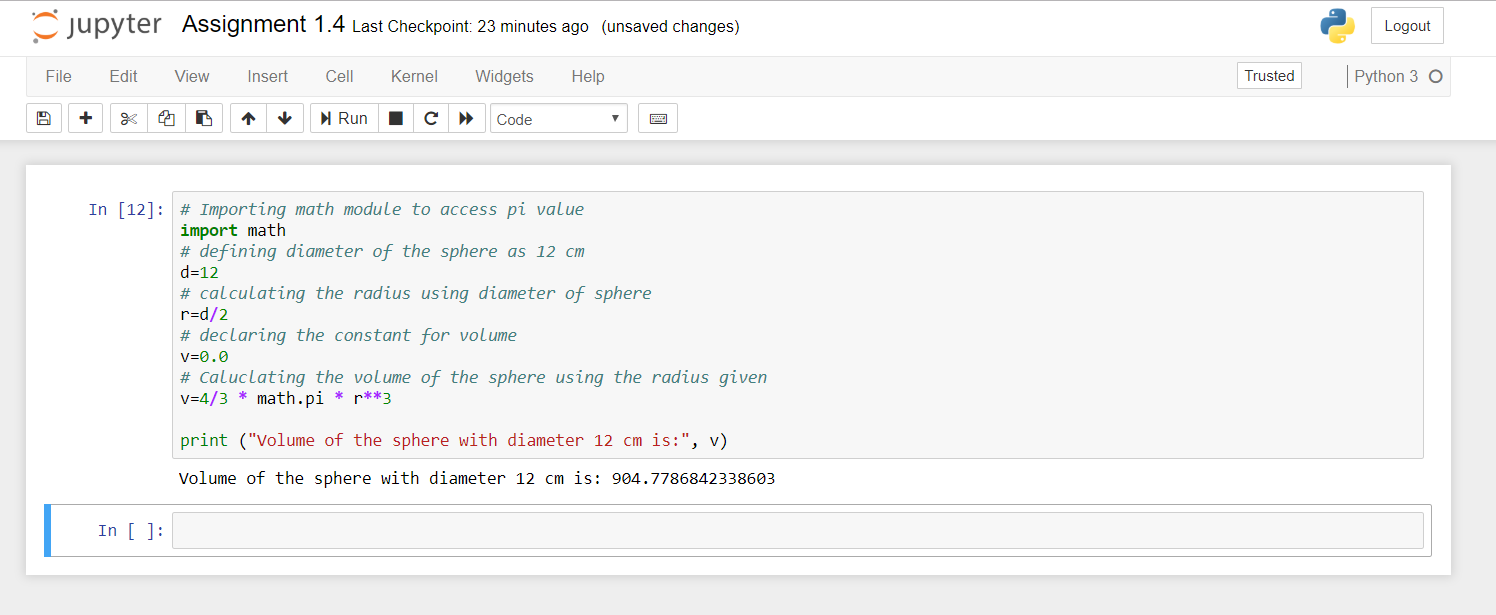 jupyter Assignment 1.4 Last Checkpoint: 23 minutes ago (unsaved changes) Logout
File Edit View Insert Cell Kernel Widgets Help Trusted Python 3
Run Code
In [12]: # Importing math module to access pi value
import math
# defining diameter of the sphere as 12 cm
d=12
# calculating the radius using diameter of sphere
r=d/2
# declaring the constant for volume
v=0.0
# Caluclating the volume of the sphere using the radius given
v=4/3 * math.pi * r**3
print ("Volume of the sphere with diameter 12 cm is:", v)
Volume of the sphere with diameter 12 cm is: 904.7786842338603
In [ ]: